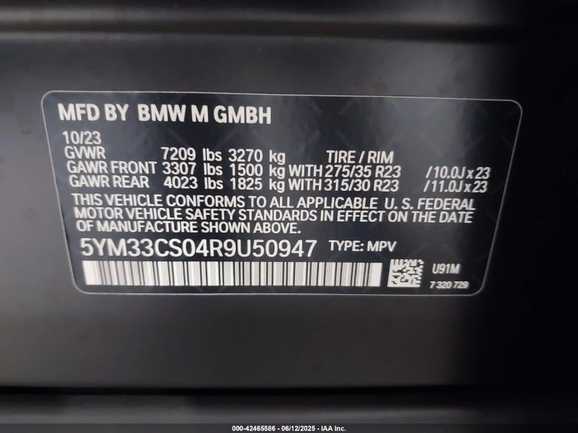 MFD BY BMW M GMBH
10/23
GVWR 7209 lbs 3270 kg TIRE / RIM
GAWR FRONT 3307 lbs 1500 kg WITH 275/35 R23 /10.0J x 23
GAWR REAR 4023 lbs 1825 kg WITH 315/30 R23 /11.0J x 23
THIS VEHICLE CONFORMS TO ALL APPLICABLE U. S. FEDERAL
MOTOR VEHICLE SAFETY STANDARDS IN EFFECT ON THE DATE
OF MANUFACTURE SHOWN ABOVE.
5YM33CS04R9U50947 TYPE: MPV
U91M
7 320 729
000-42465586 - 06/12/2025 - IAA Inc.